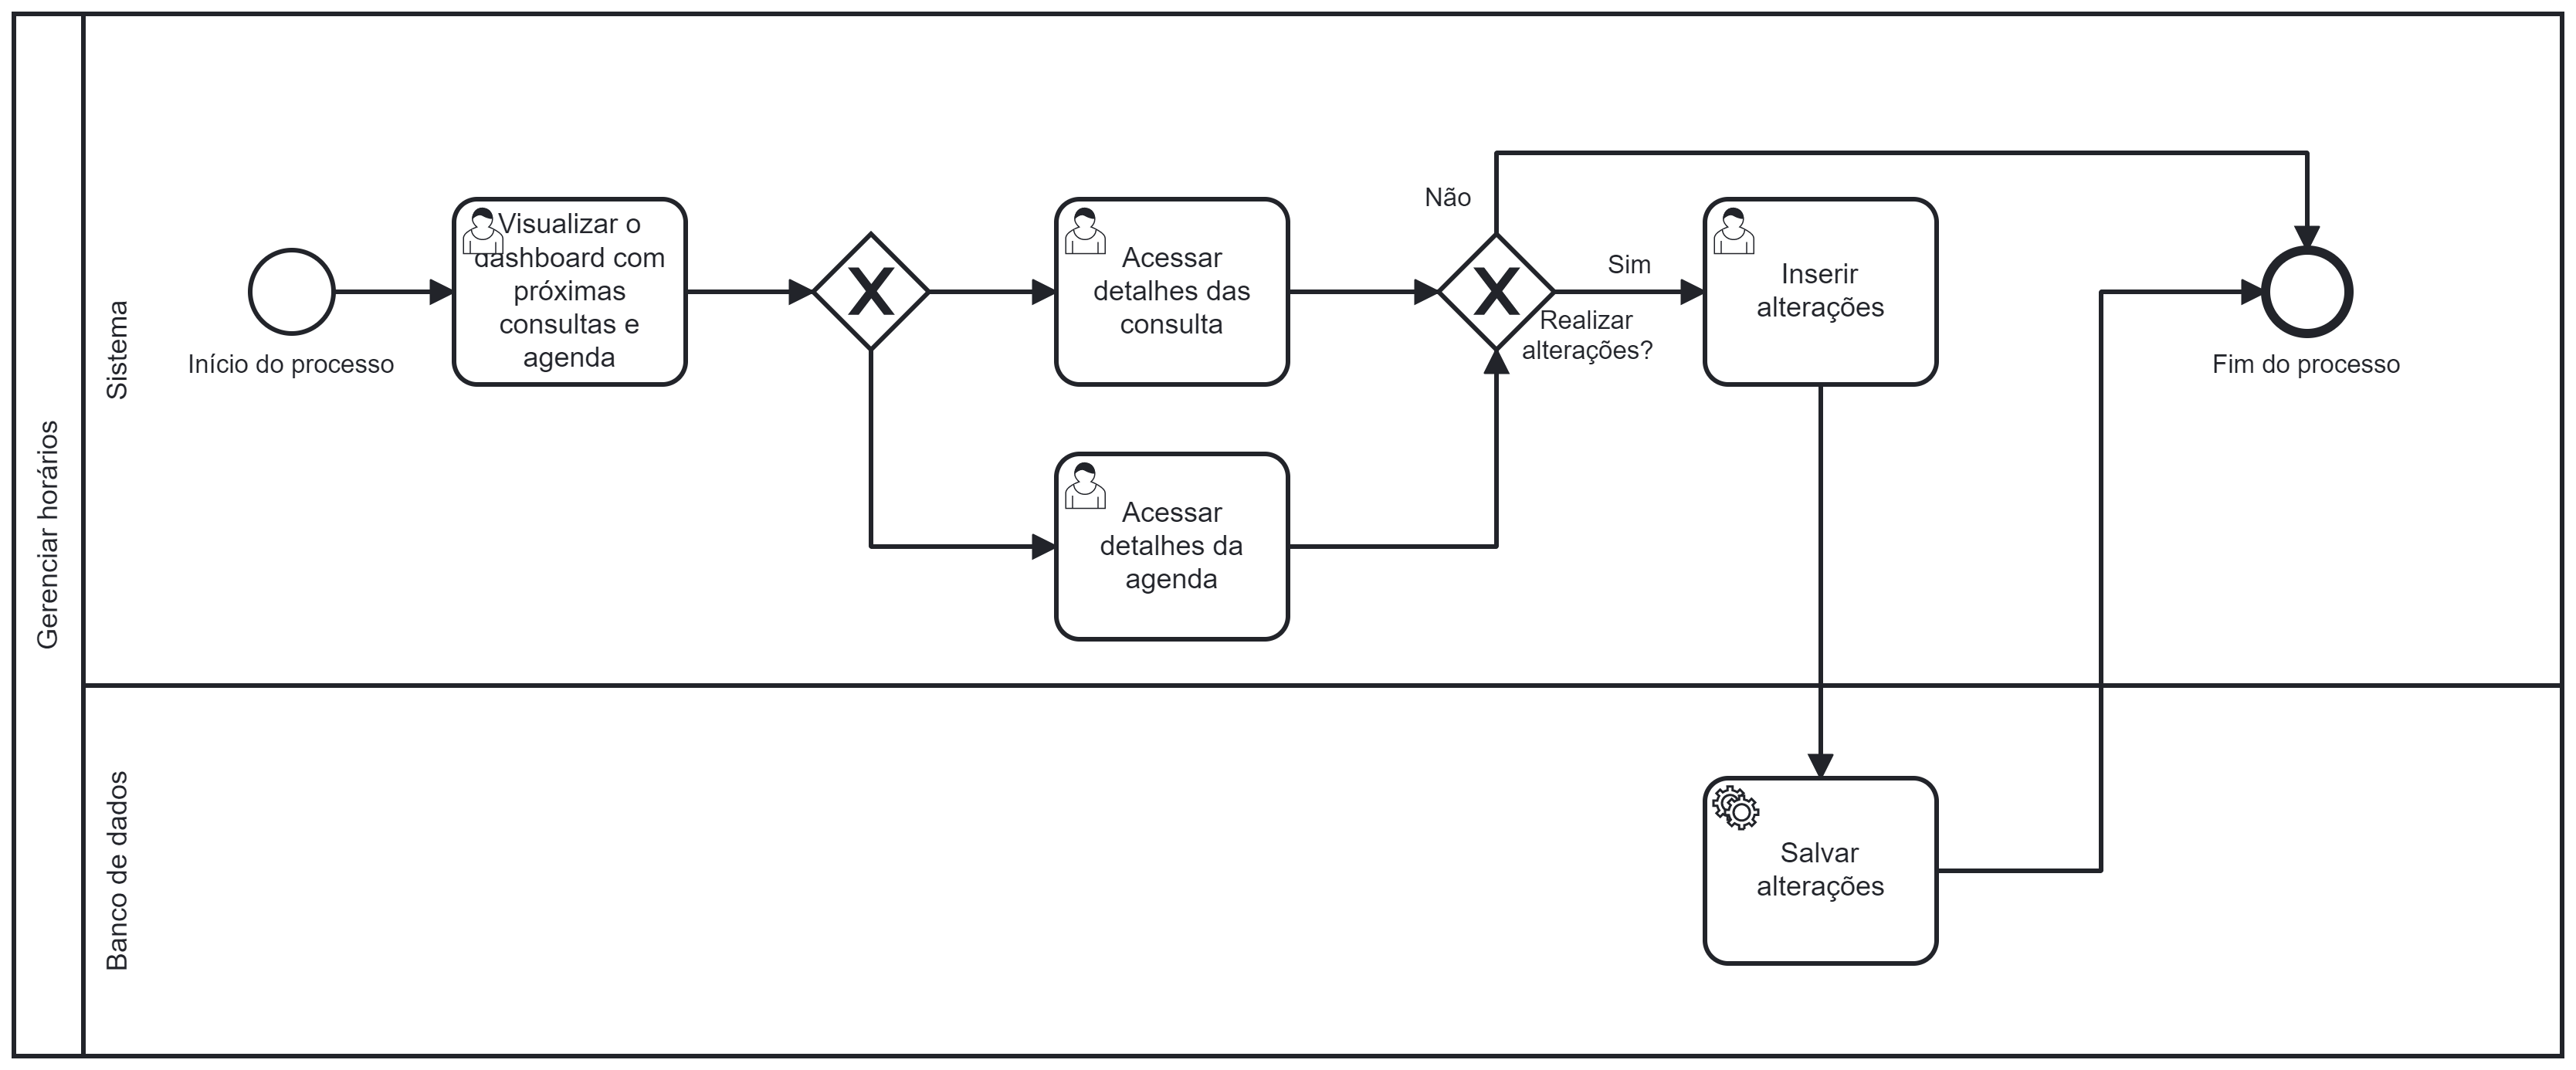 Gerenciar horários
Sistema
Início do processo
Visualizar o
dashboard com
próximas
consultas e
agenda
Acessar
detalhes das
consulta
Acessar
detalhes da
agenda
Não
Sim
Realizar
alterações?
Inserir
alterações
Fim do processo
Banco de dados
Salvar
alterações